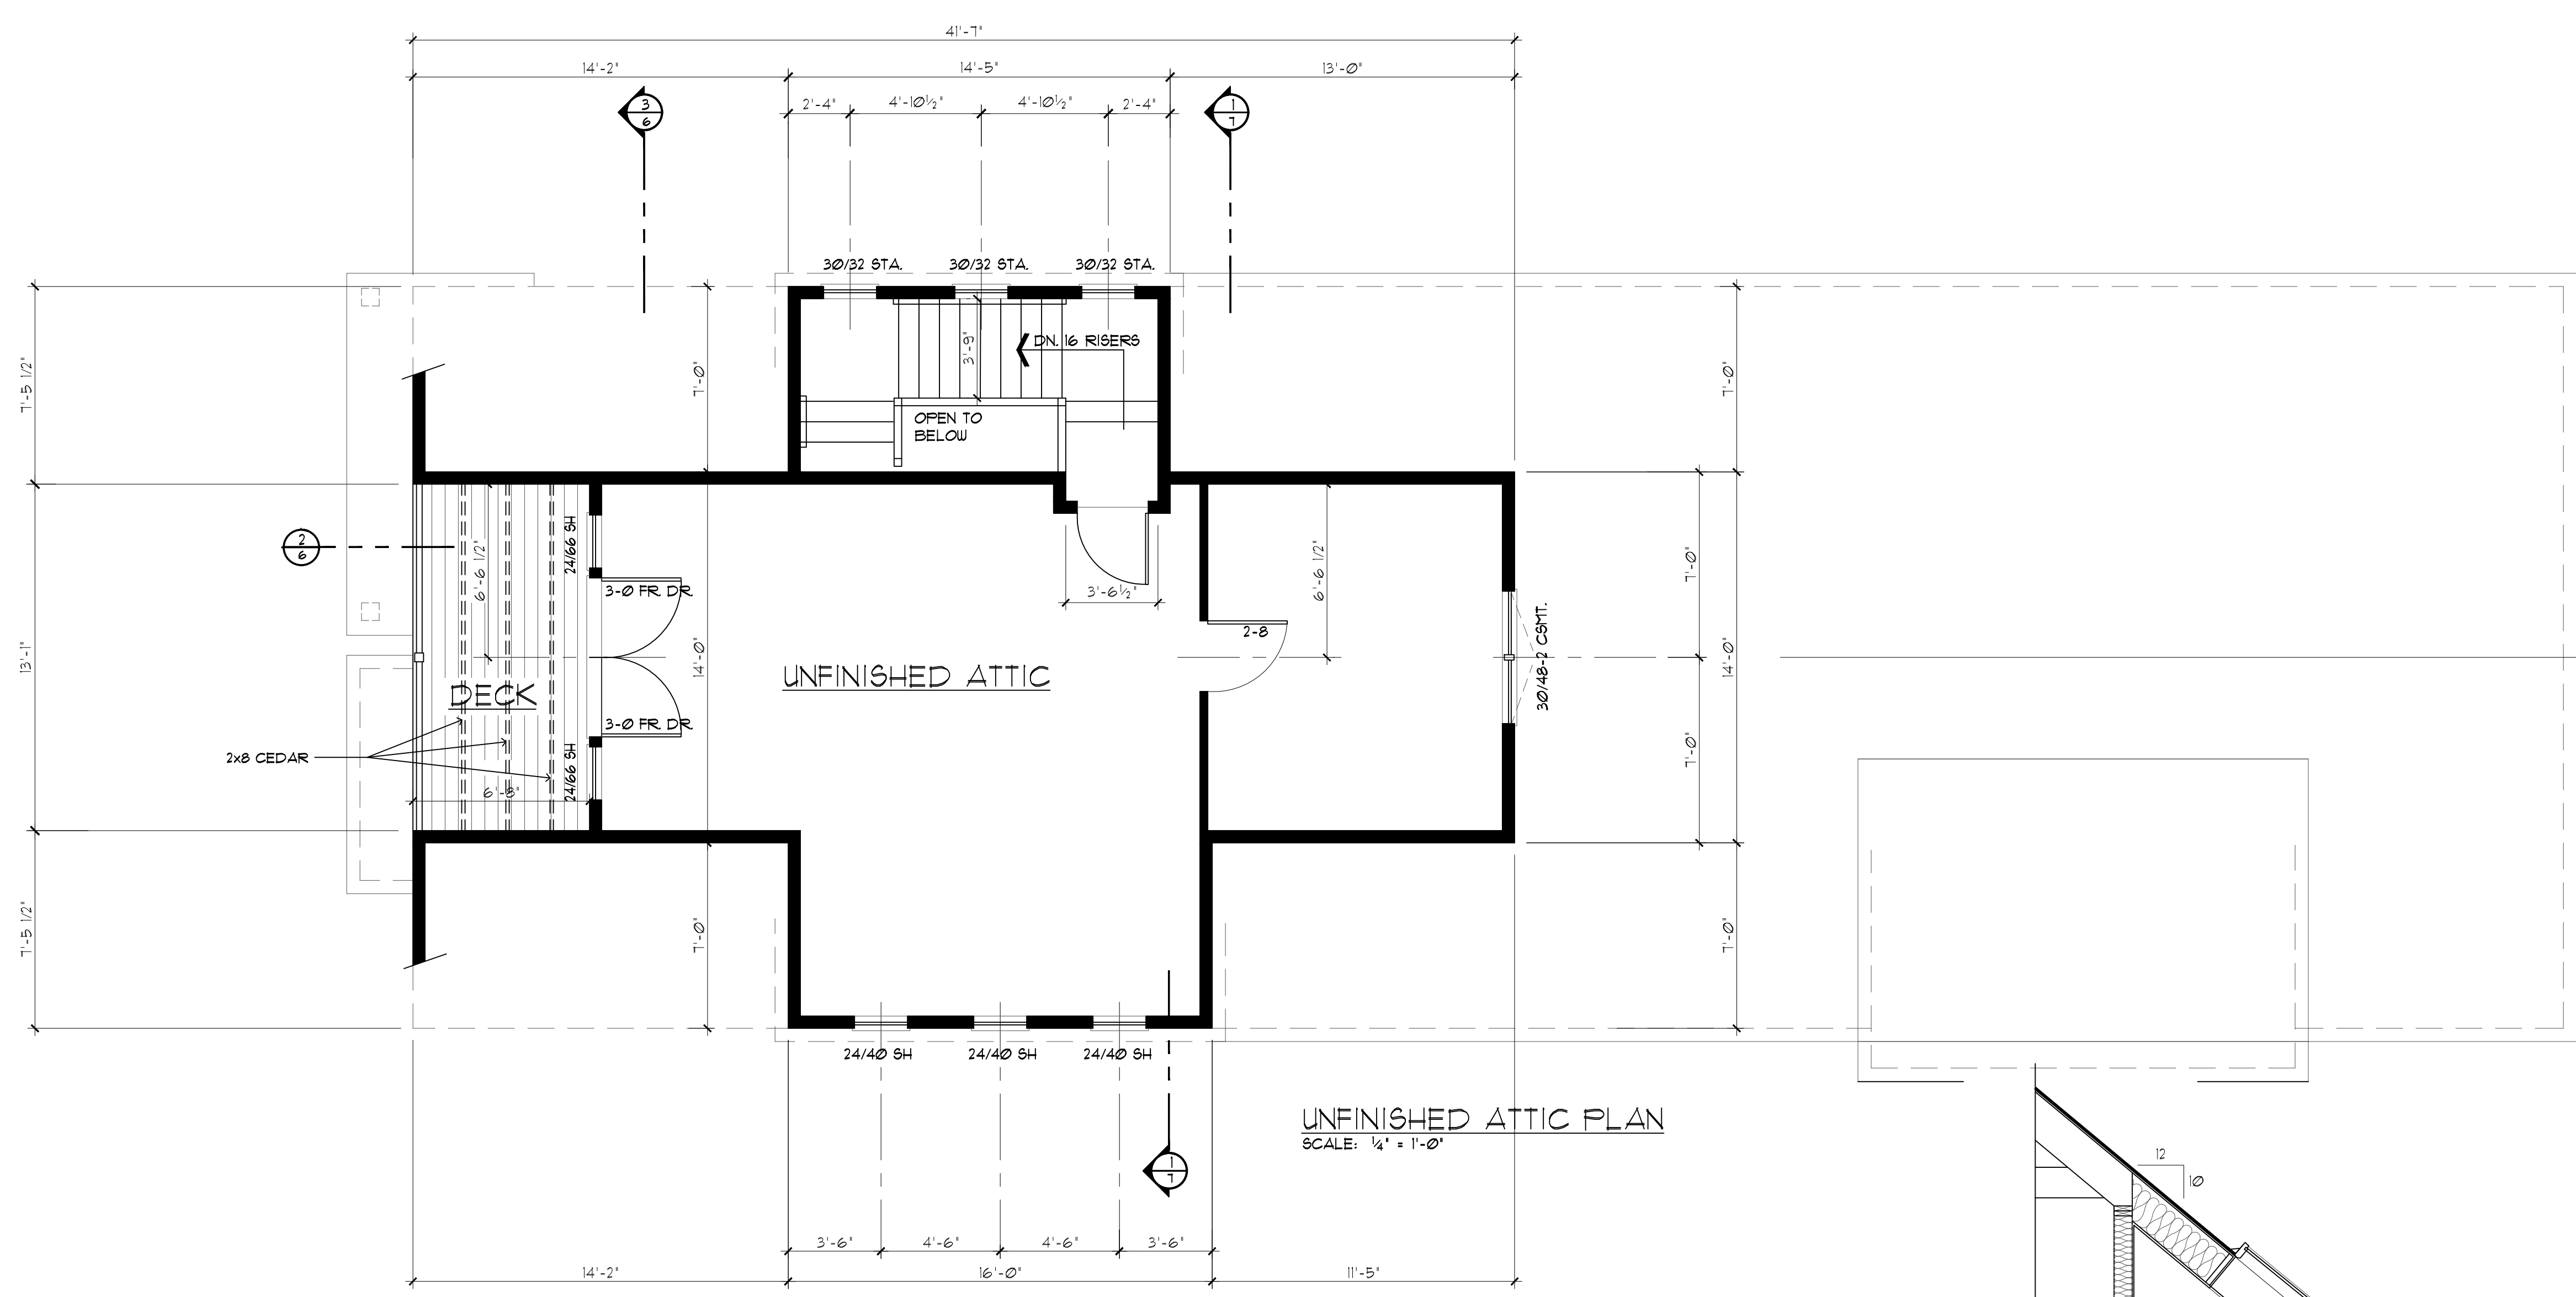 41'-7"
14'-2" 14'-5" 13'-0"
2'-4" 4'-10½" 4'-10½" 2'-4"
3
6
1
7
30/32 STA. 30/32 STA. 30/32 STA.
DN. 16 RISERS
3'-9"
OPEN TO
BELOW
7'-5 1/2"
7'-0"
7'-0"
2
6
24/66 SH
6'-6 1/2"
3-0 FR. DR.
3'-6½"
6'-6 1/2"
2-8
7'-0"
30/48-2 CSMT.
13'-1"
14'-0"
14'-0"
UNFINISHED ATTIC
DECK
3-0 FR. DR.
2x8 CEDAR
24/66 SH
6'-8"
7'-0"
7'-5 1/2"
7'-0"
7'-0"
24/40 SH 24/40 SH 24/40 SH
UNFINISHED ATTIC PLAN
SCALE: ¼" = 1'-0"
1
7
12
10
3'-6" 4'-6" 4'-6" 3'-6"
14'-2" 16'-0" 11'-5"